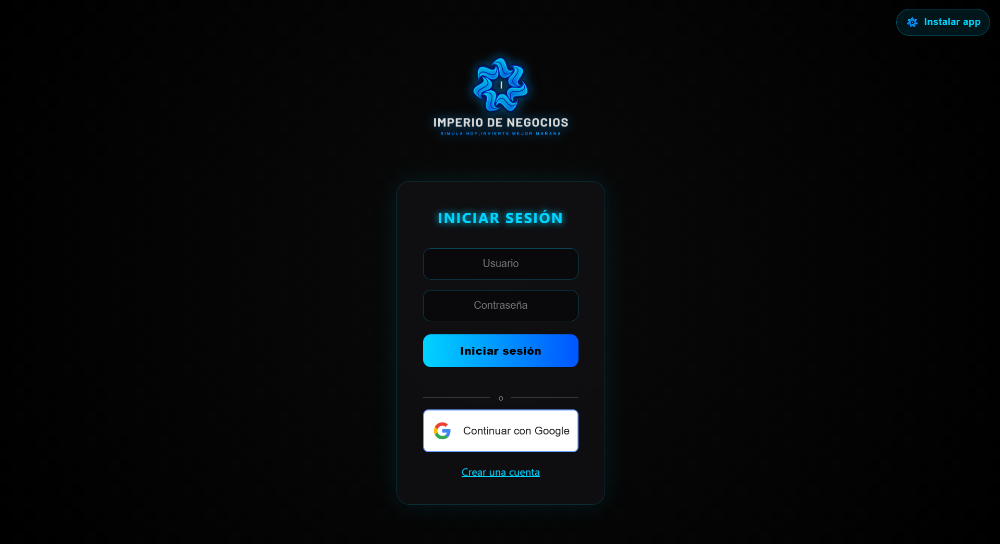 Instalar app
I
IMPERIO DE NEGOCIOS
SIMULA HOY,INVIERTE MEJOR MAÑANA
INICIAR SESIÓN
Usuario
Contraseña
Iniciar sesión
o
Continuar con Google
Crear una cuenta